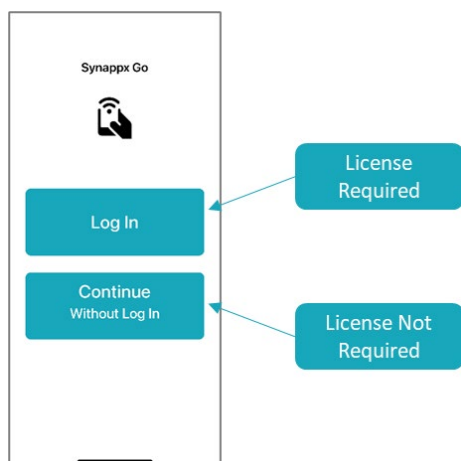 Synappx Go
Log In
Continue
Without Log In
License
Required
License Not
Required